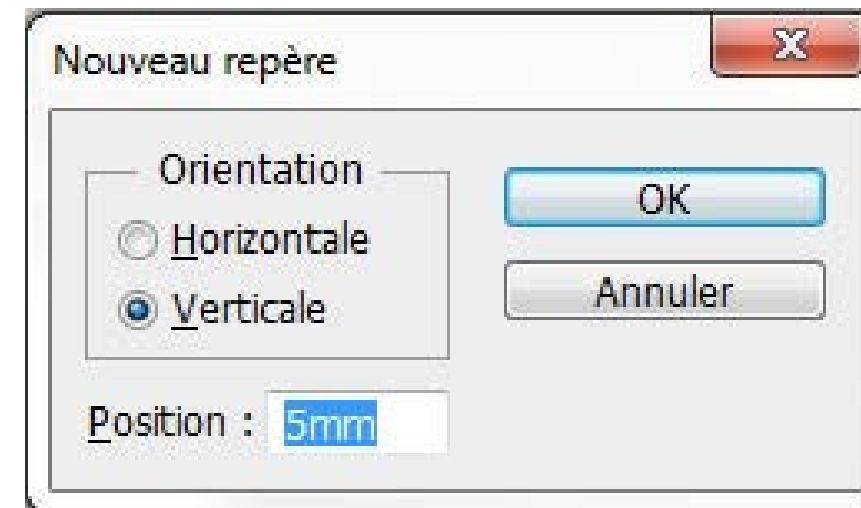 Nouveau repère
Orientation
Horizontale
Verticale
OK
Annuler
Position : 5mm